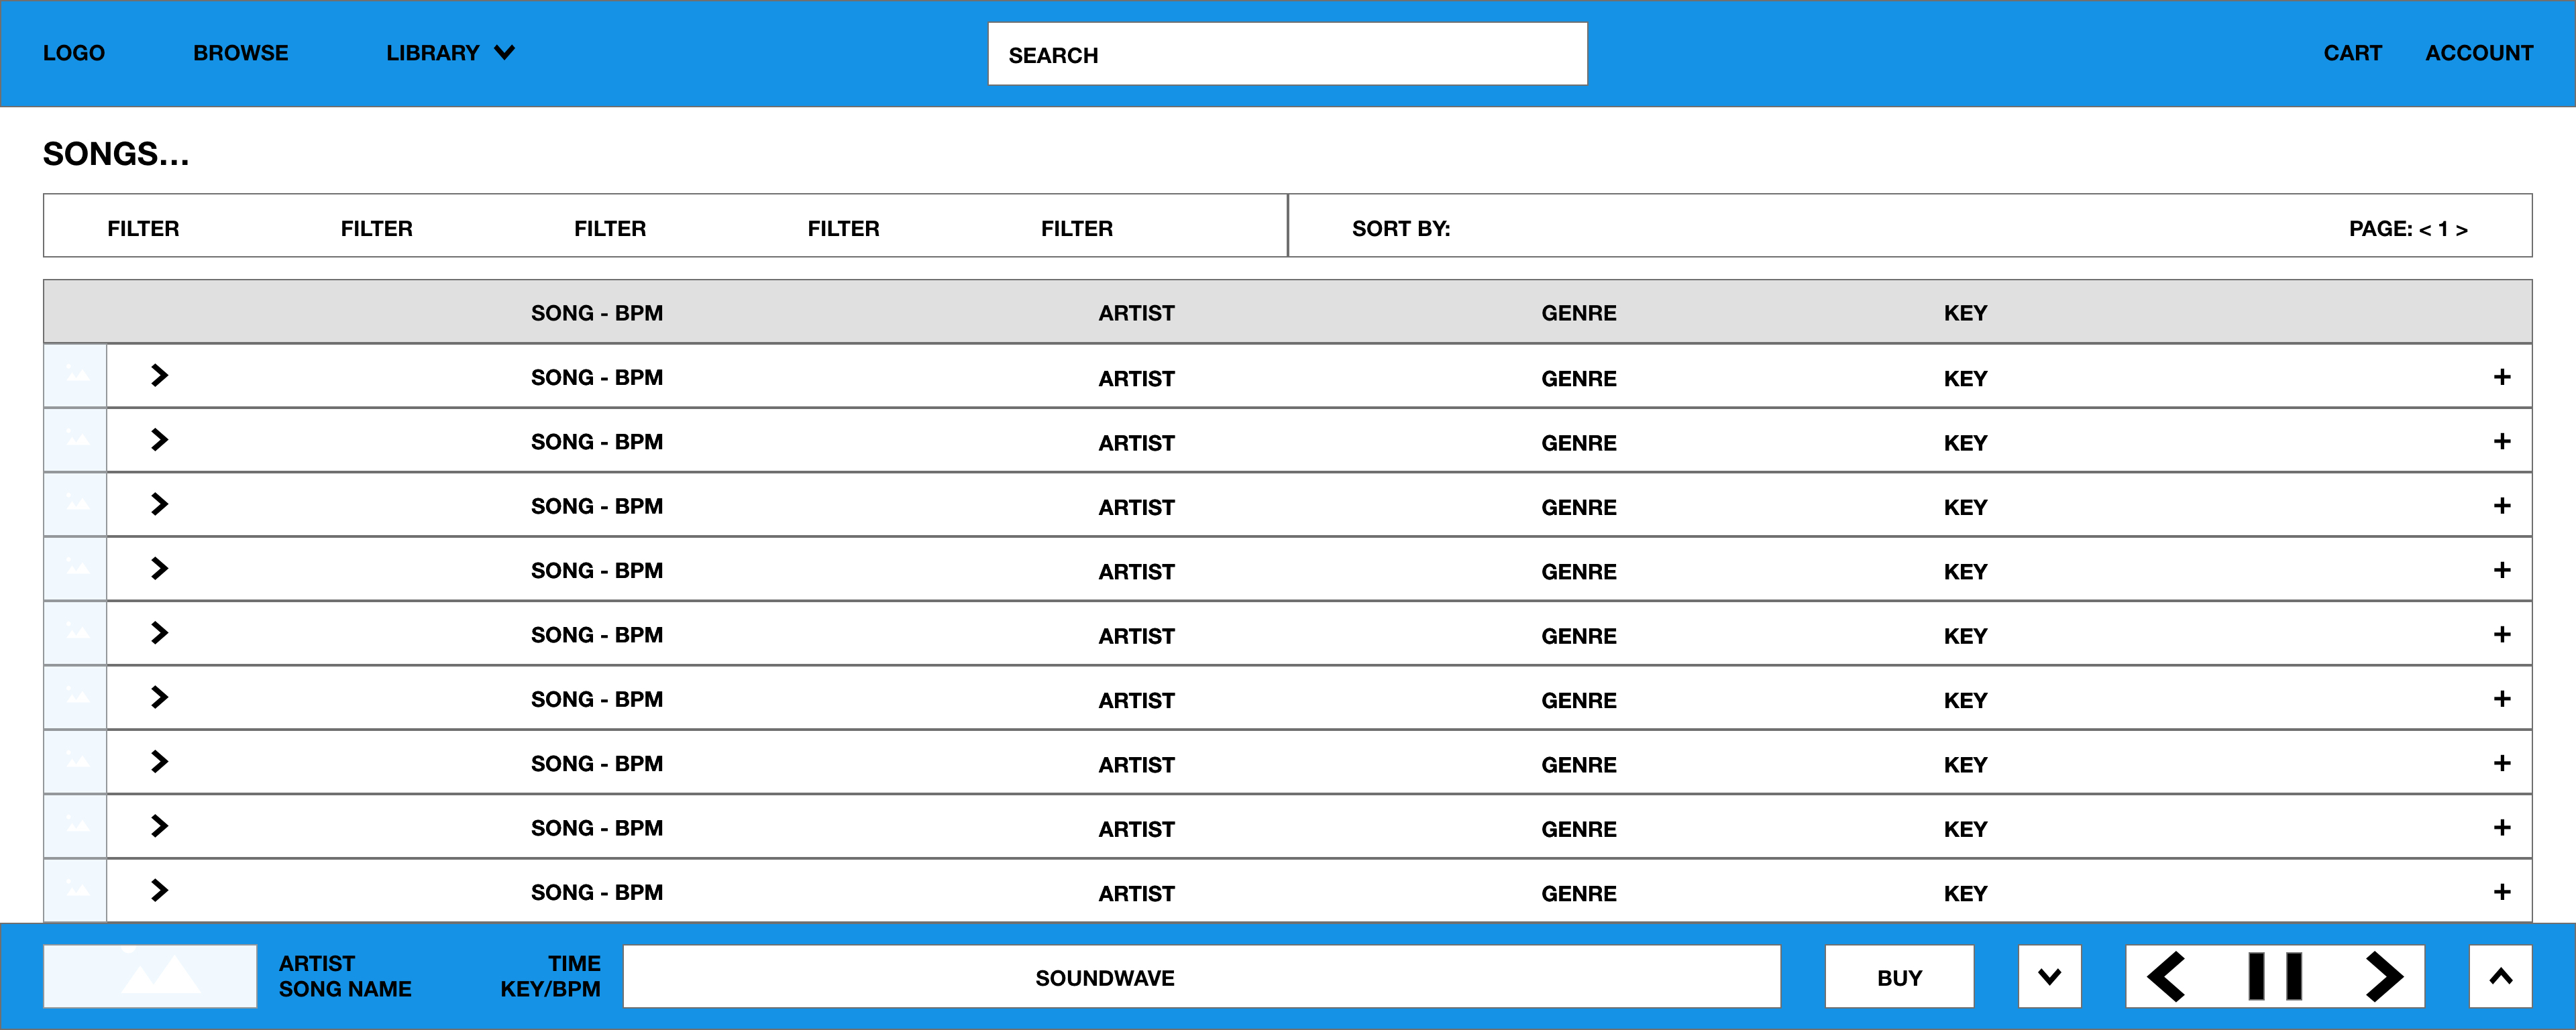 LOGO BROWSE LIBRARY SEARCH CART ACCOUNT
SONGS...
FILTER FILTER FILTER FILTER FILTER SORT BY: PAGE: < 1 >
SONG - BPM ARTIST GENRE KEY
SONG - BPM ARTIST GENRE KEY +
SONG - BPM ARTIST GENRE KEY +
SONG - BPM ARTIST GENRE KEY +
SONG - BPM ARTIST GENRE KEY +
SONG - BPM ARTIST GENRE KEY +
SONG - BPM ARTIST GENRE KEY +
SONG - BPM ARTIST GENRE KEY +
SONG - BPM ARTIST GENRE KEY +
SONG - BPM ARTIST GENRE KEY +
ARTIST TIME
SONG NAME KEY/BPM
SOUNDWAVE
BUY